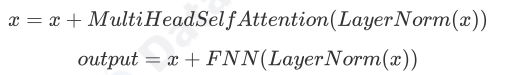 x = x + MultiHeadSelfAttention(LayerNorm(x))
output = x + FNN(LayerNorm(x))